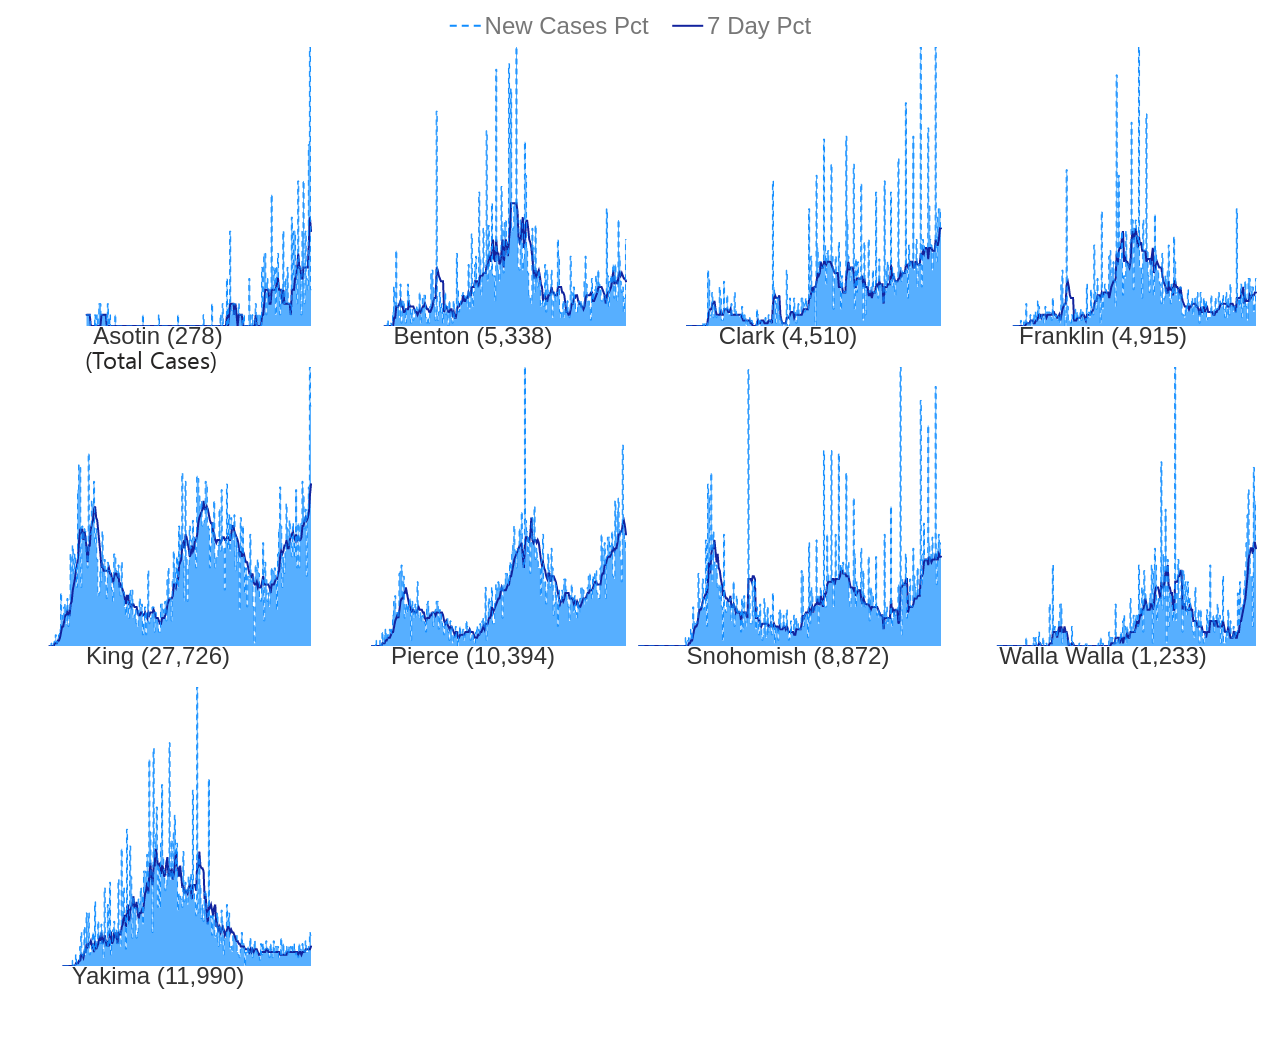 New Cases Pct 7 Day Pct
Asotin (278) Benton (5,338) Clark (4,510) Franklin (4,915)
(Total Cases)
King (27,726) Pierce (10,394) Snohomish (8,872) Walla Walla (1,233)
Yakima (11,990)